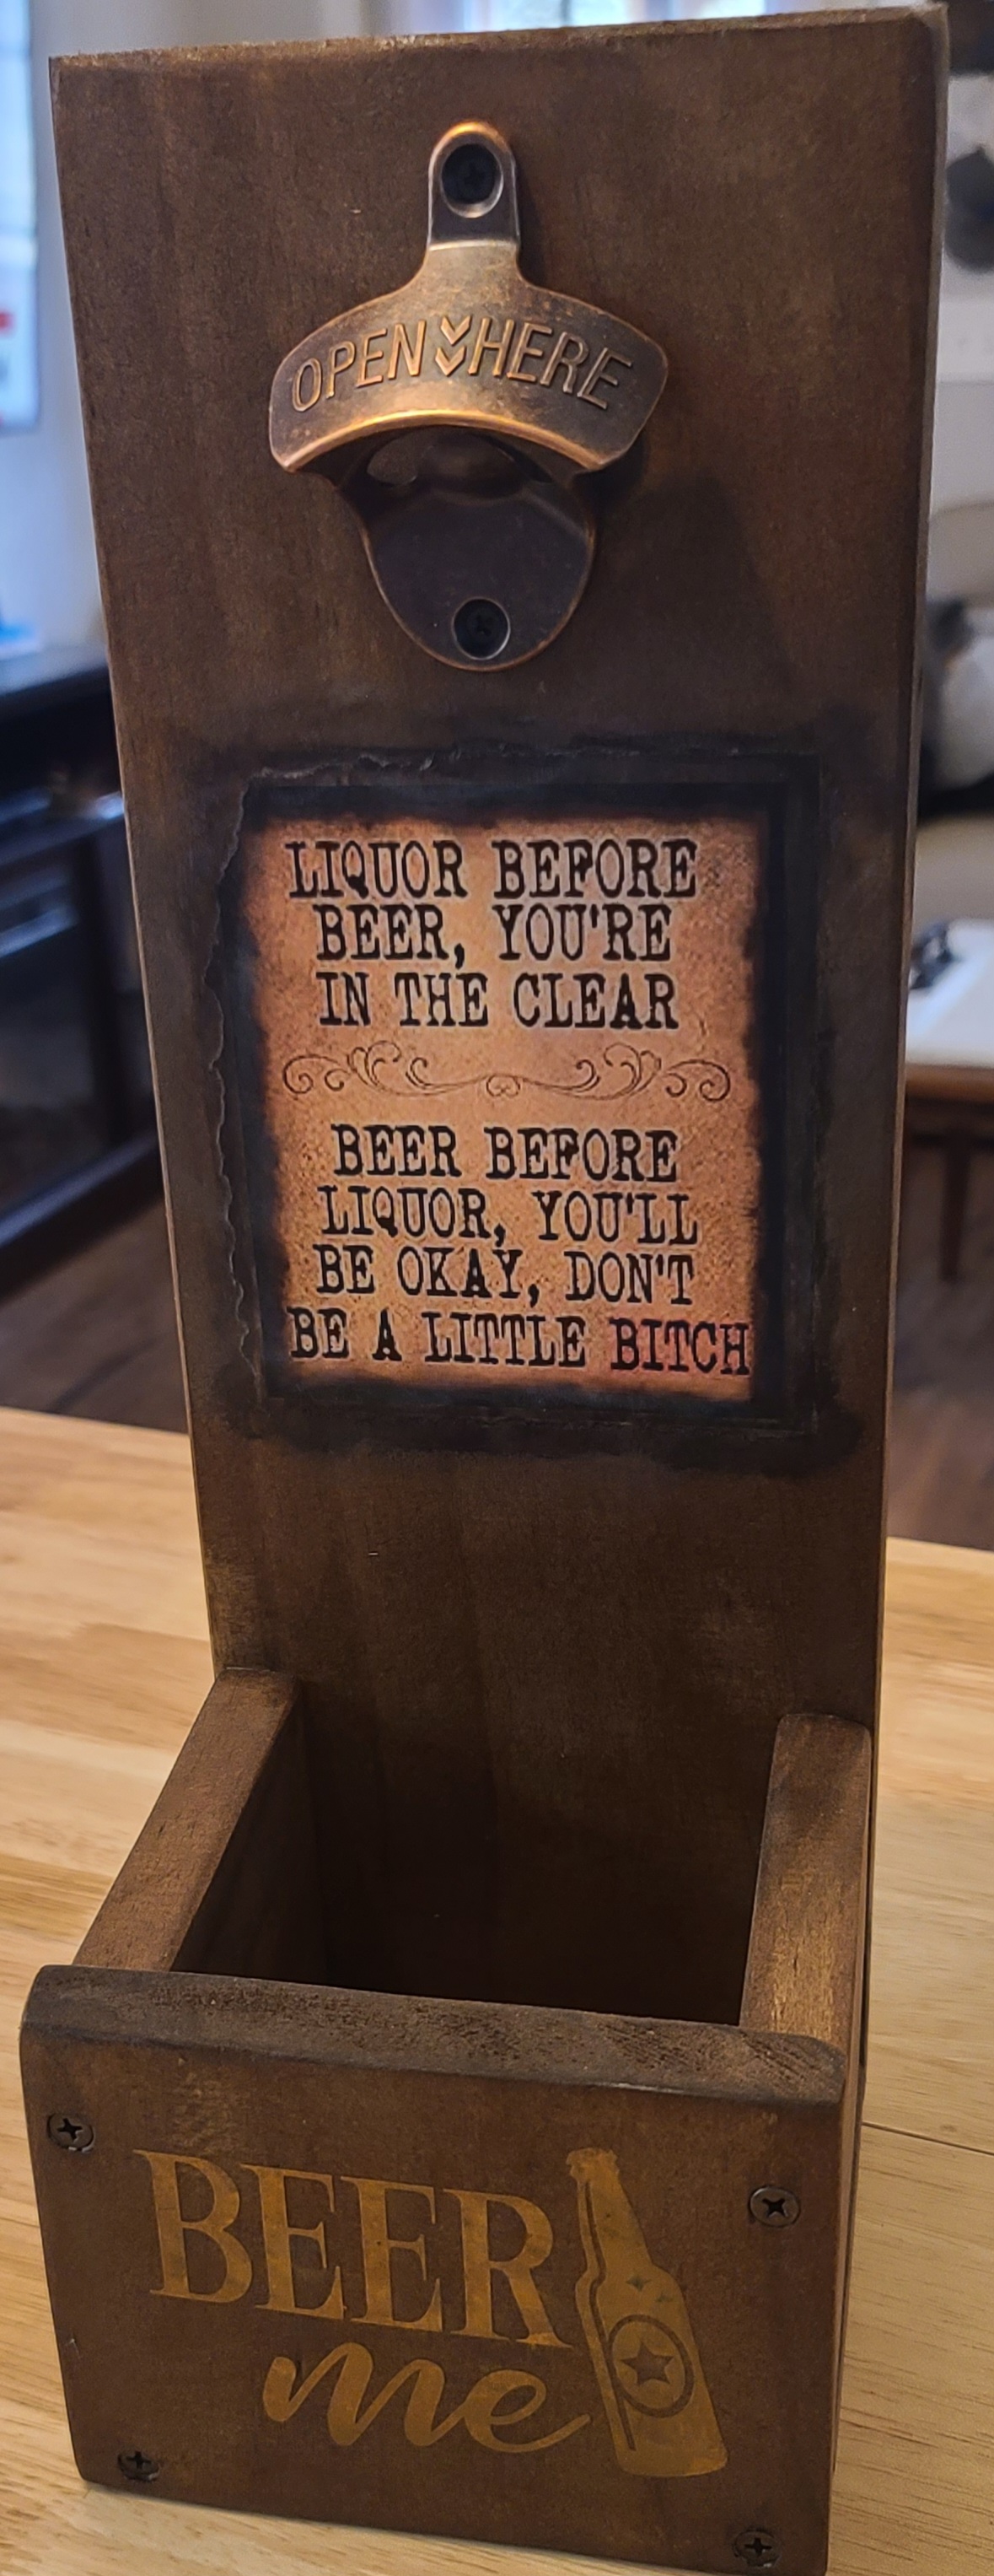 OPEN HERE
LIQUOR BEFORE
BEER, YOU'RE
IN THE CLEAR
BEER BEFORE
LIQUOR, YOU'LL
BE OKAY, DON'T
BE A LITTLE BITCH
BEER
me